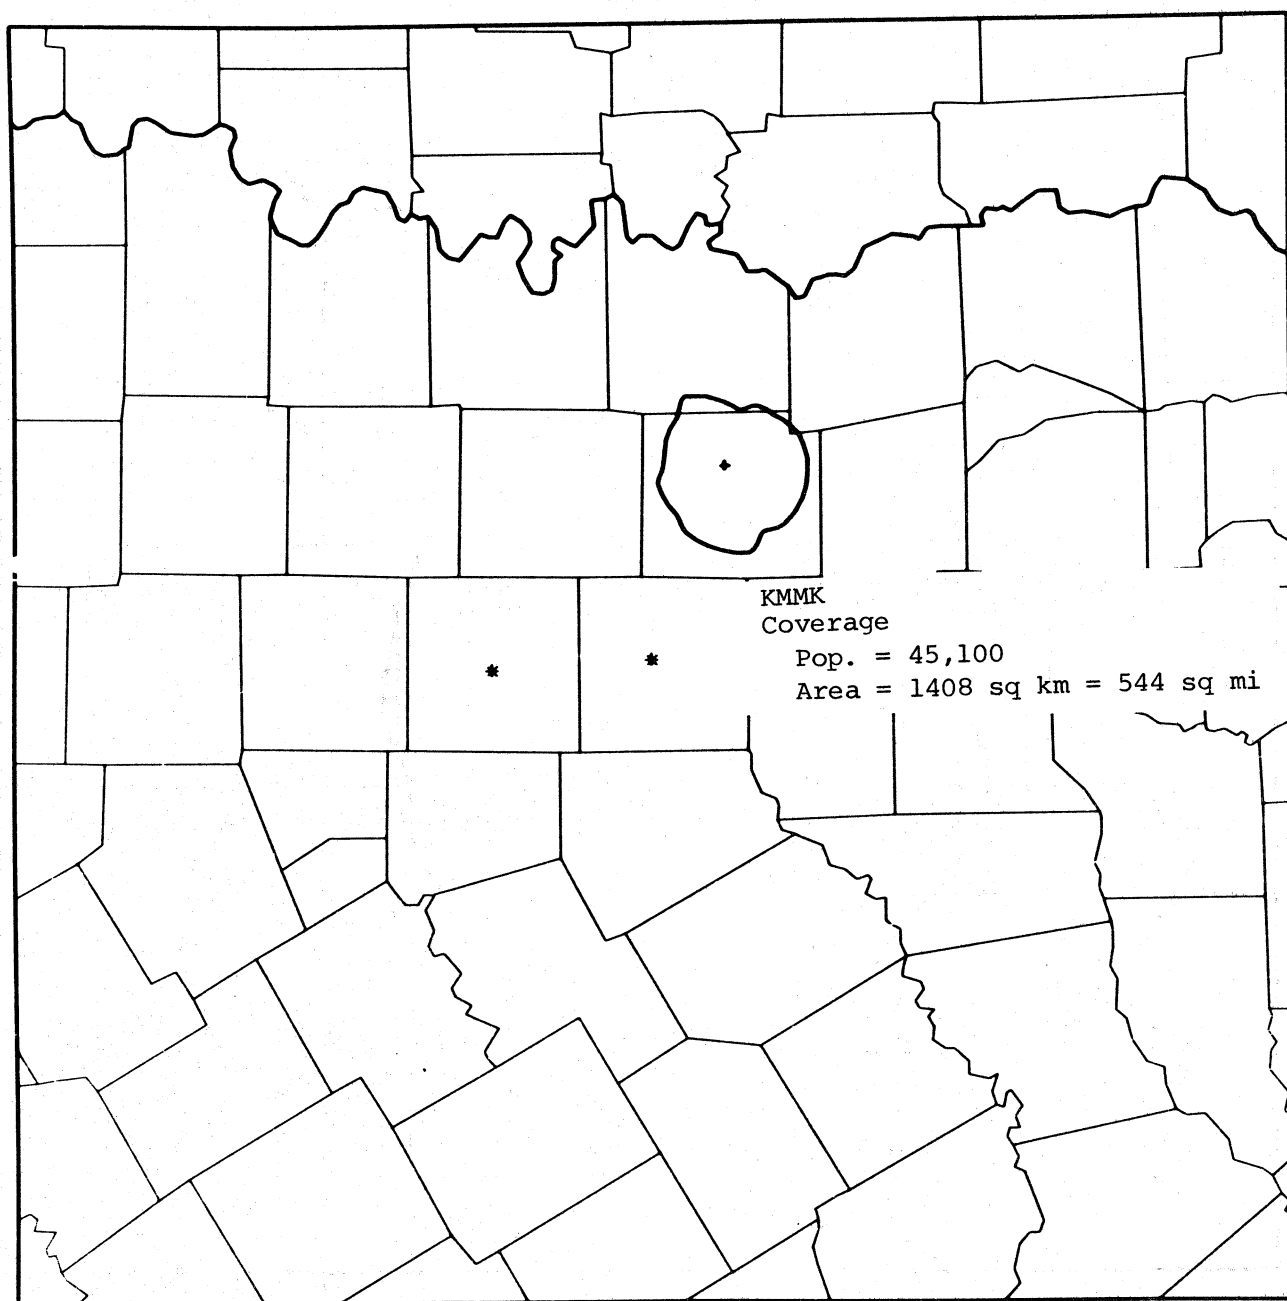 KMMK
Coverage
Pop. = 45,100
Area = 1408 sq km = 544 sq mi